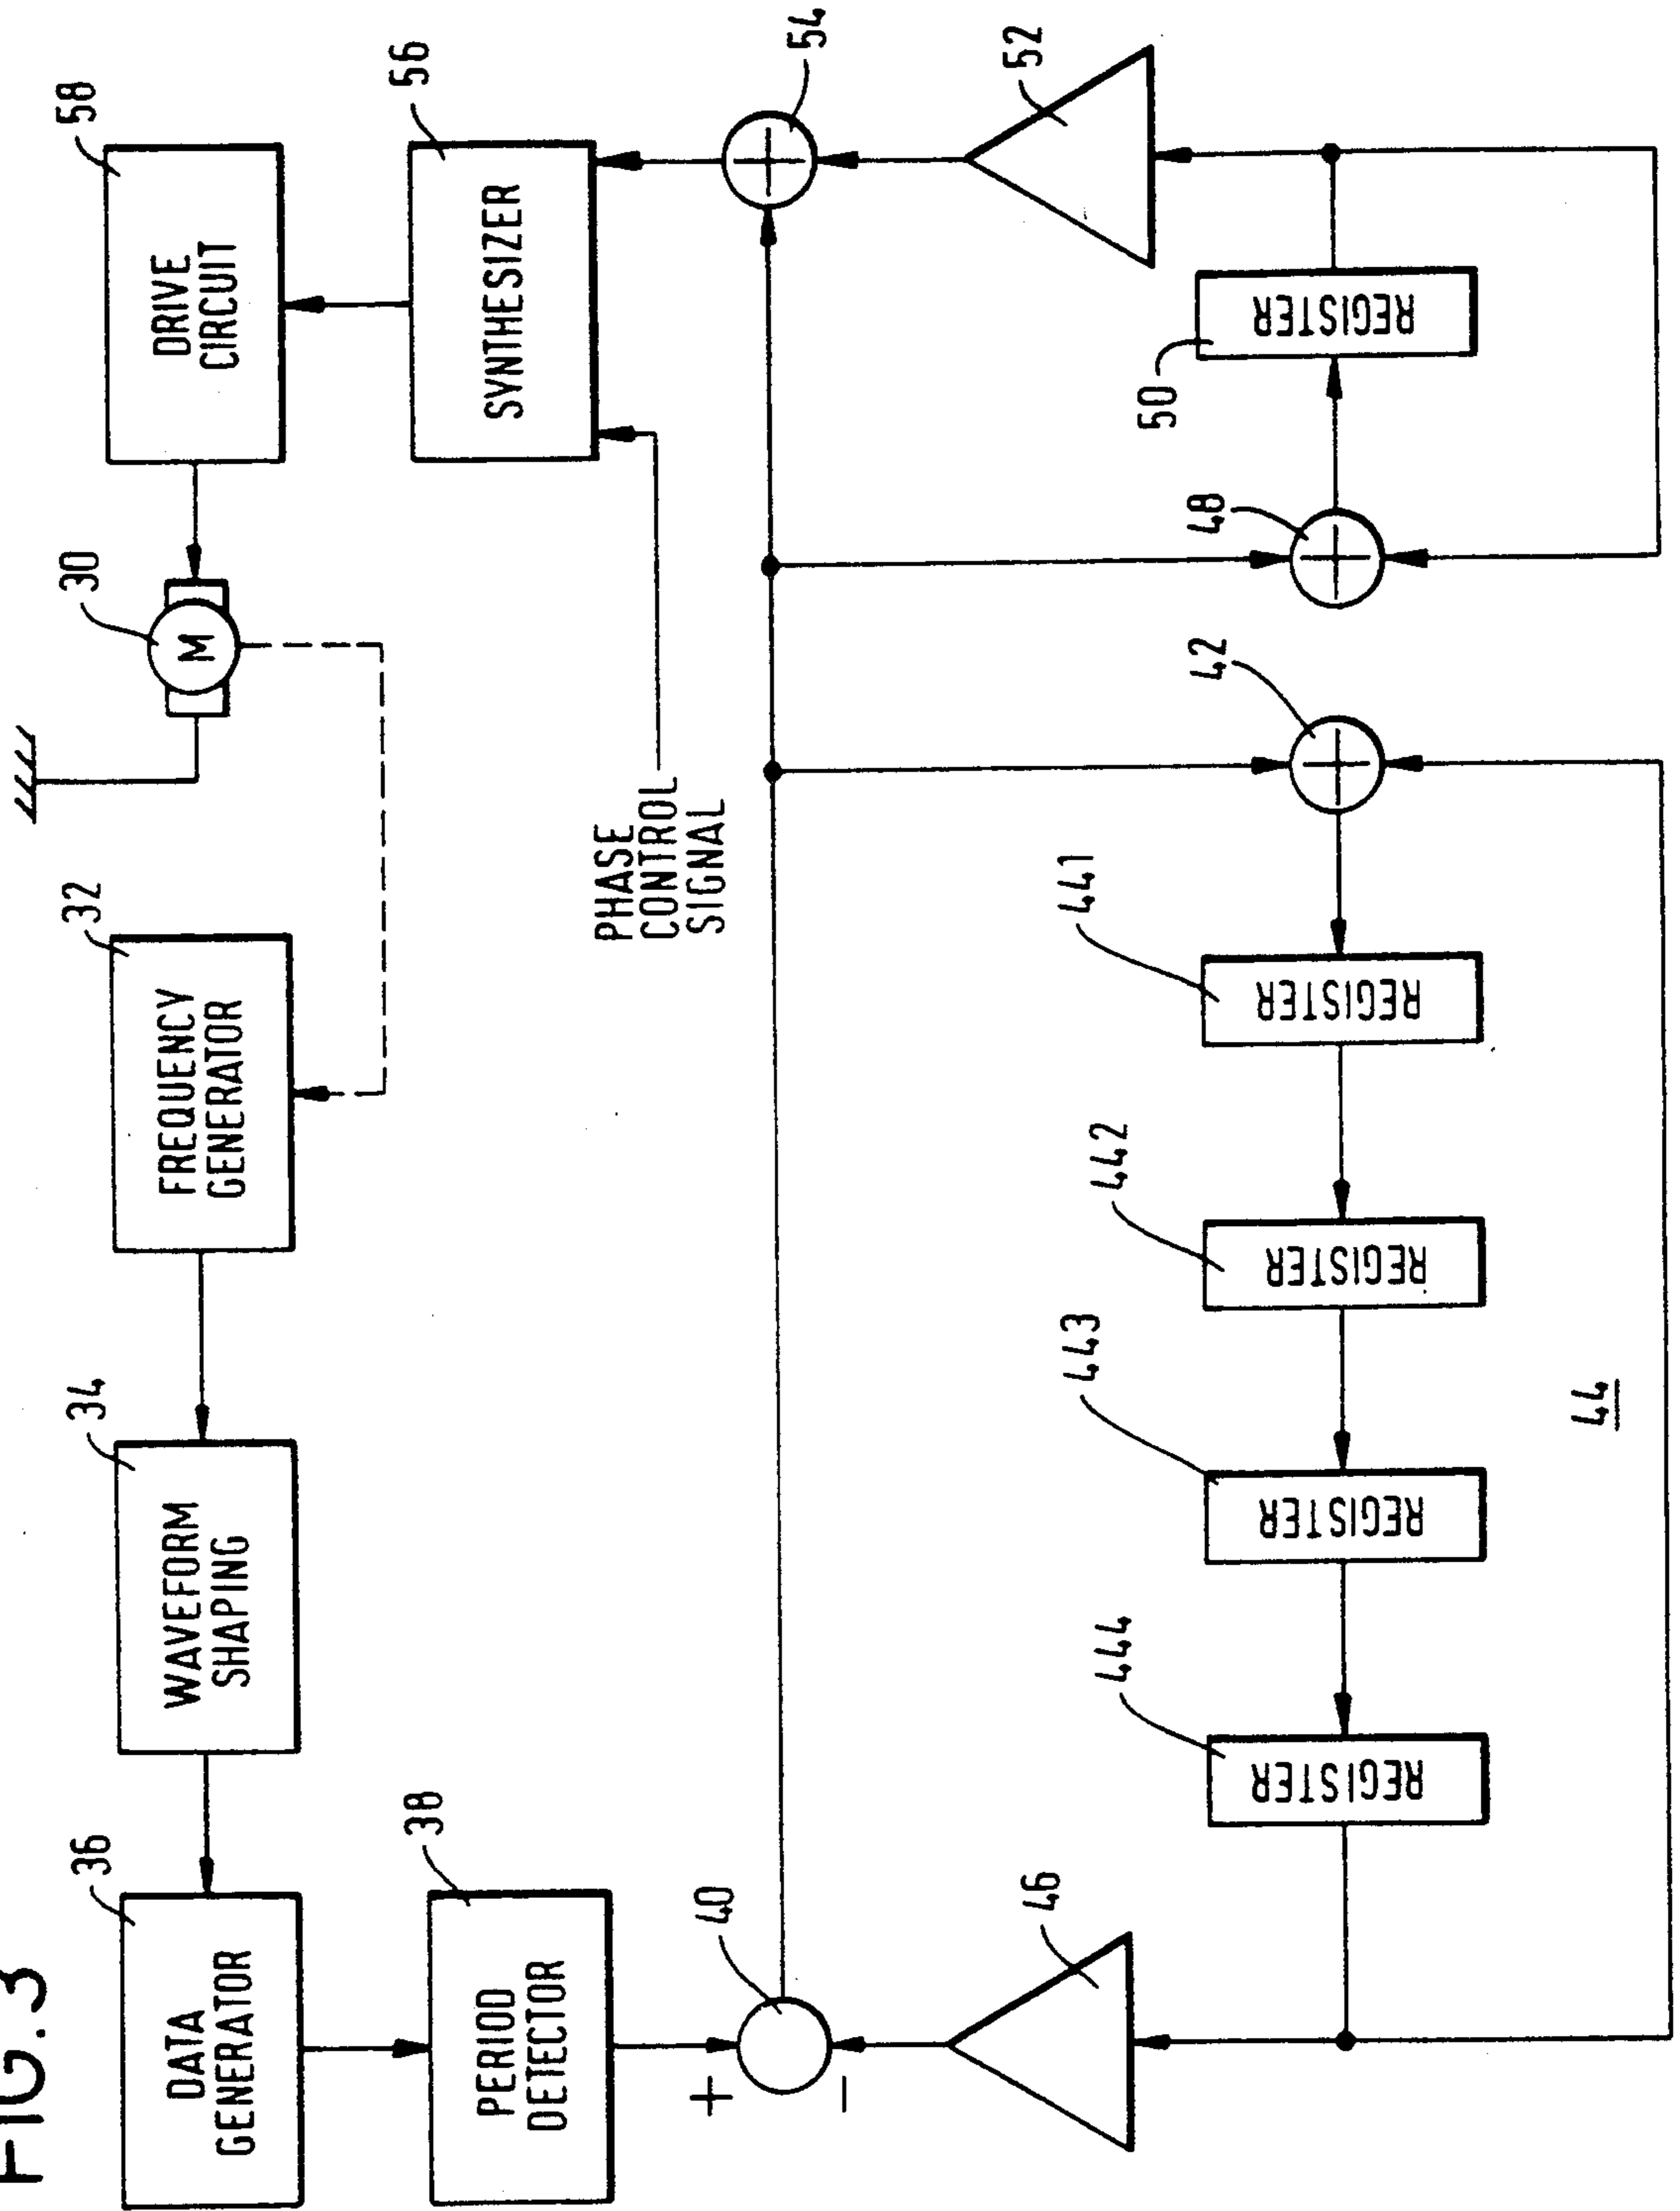 FIG. 3
36
DATA
GENERATOR
34
WAVEFORM
SHAPING
32
FREQUENCY
GENERATOR
30
M
58
DRIVE
CIRCUIT
38
PERIOD
DETECTOR
PHASE
CONTROL
SIGNAL
56
SYNTHESIZER
+
40
−
54
46
444
REGISTER
443
REGISTER
442
REGISTER
441
REGISTER
42
48
50
REGISTER
52
44